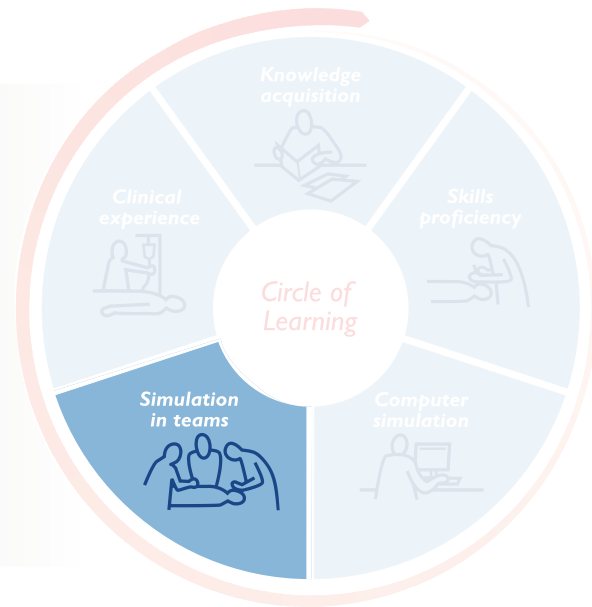 Knowledge
acquisition
Skills
proficiency
Computer
simulation
Simulation
in teams
Clinical
experience
Circle of
Learning